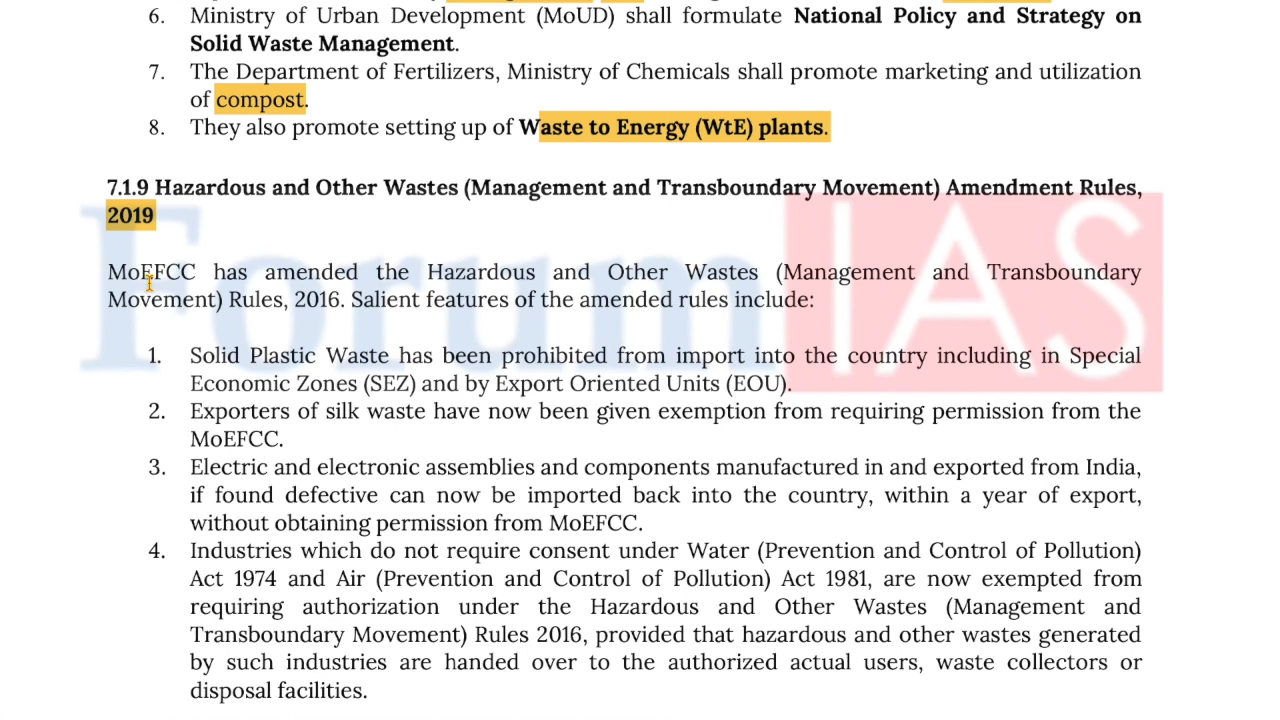 6. Ministry of Urban Development (MoUD) shall formulate National Policy and Strategy on
Solid Waste Management.
7. The Department of Fertilizers, Ministry of Chemicals shall promote marketing and utilization
of compost.
8. They also promote setting up of Waste to Energy (WtE) plants.
7.1.9 Hazardous and Other Wastes (Management and Transboundary Movement) Amendment Rules,
2019
MoEFCC has amended the Hazardous and Other Wastes (Management and Transboundary
Movement) Rules, 2016. Salient features of the amended rules include:
1. Solid Plastic Waste has been prohibited from import into the country including in Special
Economic Zones (SEZ) and by Export Oriented Units (EOU).
2. Exporters of silk waste have now been given exemption from requiring permission from the
MoEFCC.
3. Electric and electronic assemblies and components manufactured in and exported from India,
if found defective can now be imported back into the country, within a year of export,
without obtaining permission from MoEFCC.
4. Industries which do not require consent under Water (Prevention and Control of Pollution)
Act 1974 and Air (Prevention and Control of Pollution) Act 1981, are now exempted from
requiring authorization under the Hazardous and Other Wastes (Management and
Transboundary Movement) Rules 2016, provided that hazardous and other wastes generated
by such industries are handed over to the authorized actual users, waste collectors or
disposal facilities.
ForumIAS